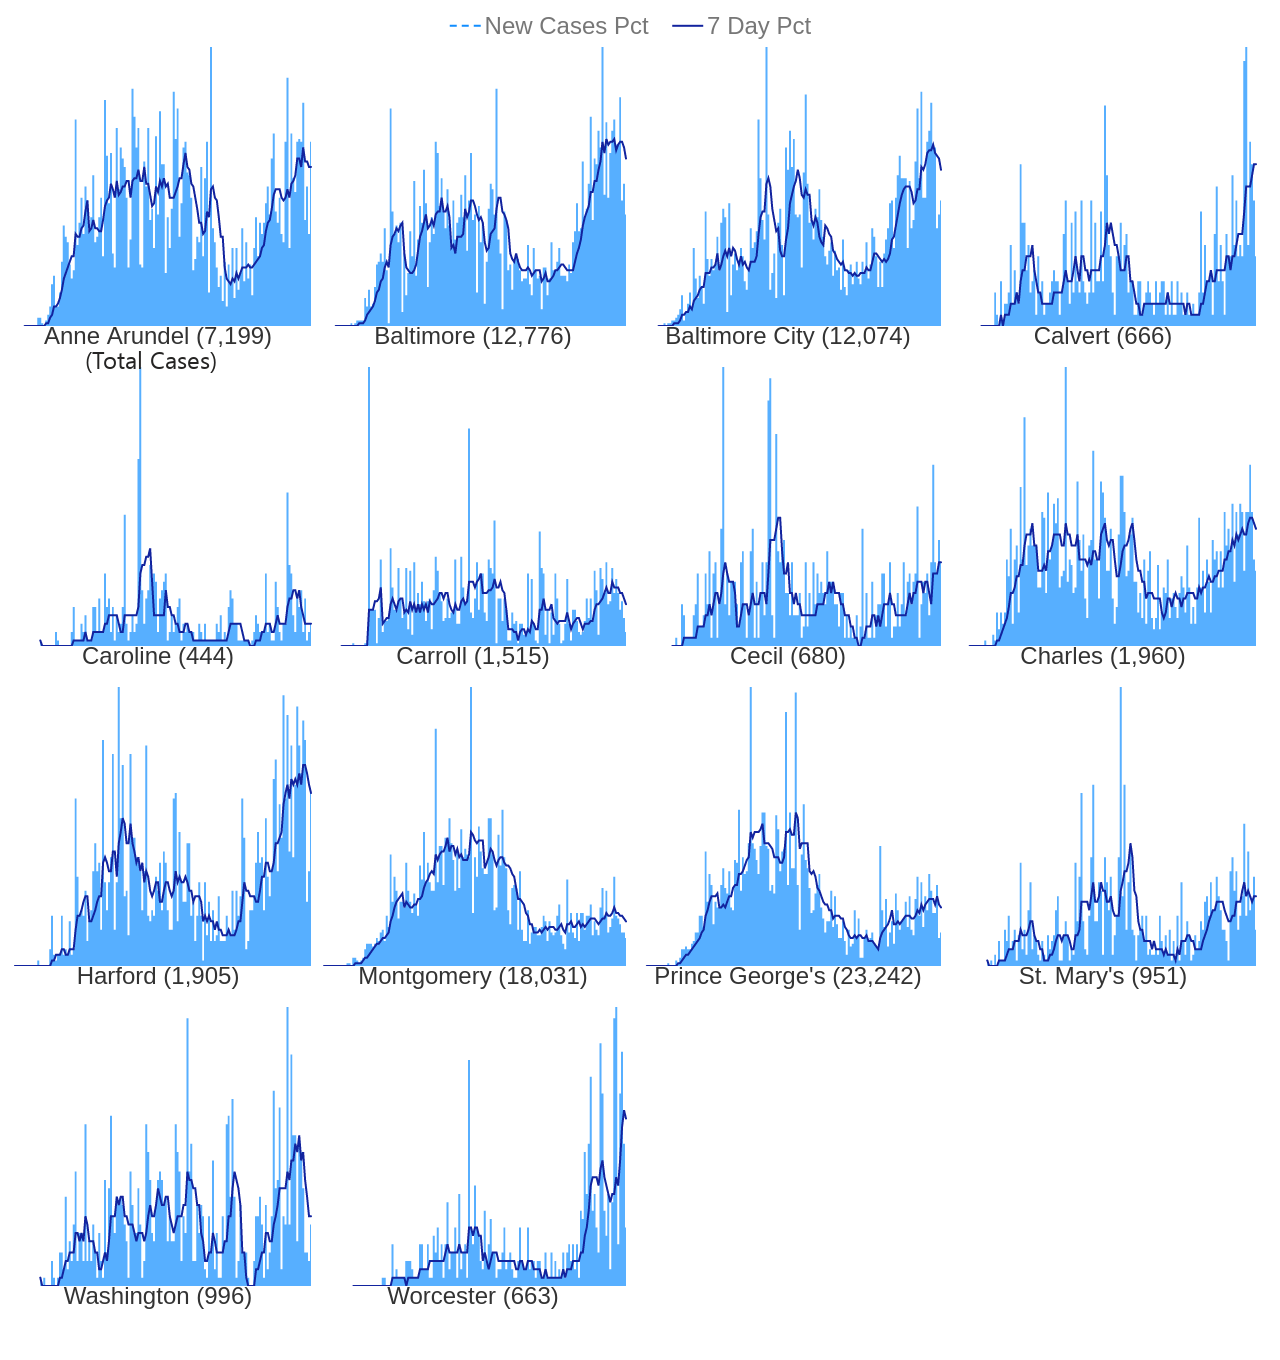 New Cases Pct 7 Day Pct
Anne Arundel (7,199) Baltimore (12,776) Baltimore City (12,074) Calvert (666)
(Total Cases)
Caroline (444) Carroll (1,515) Cecil (680) Charles (1,960)
Harford (1,905) Montgomery (18,031) Prince George's (23,242) St. Mary's (951)
Washington (996) Worcester (663)